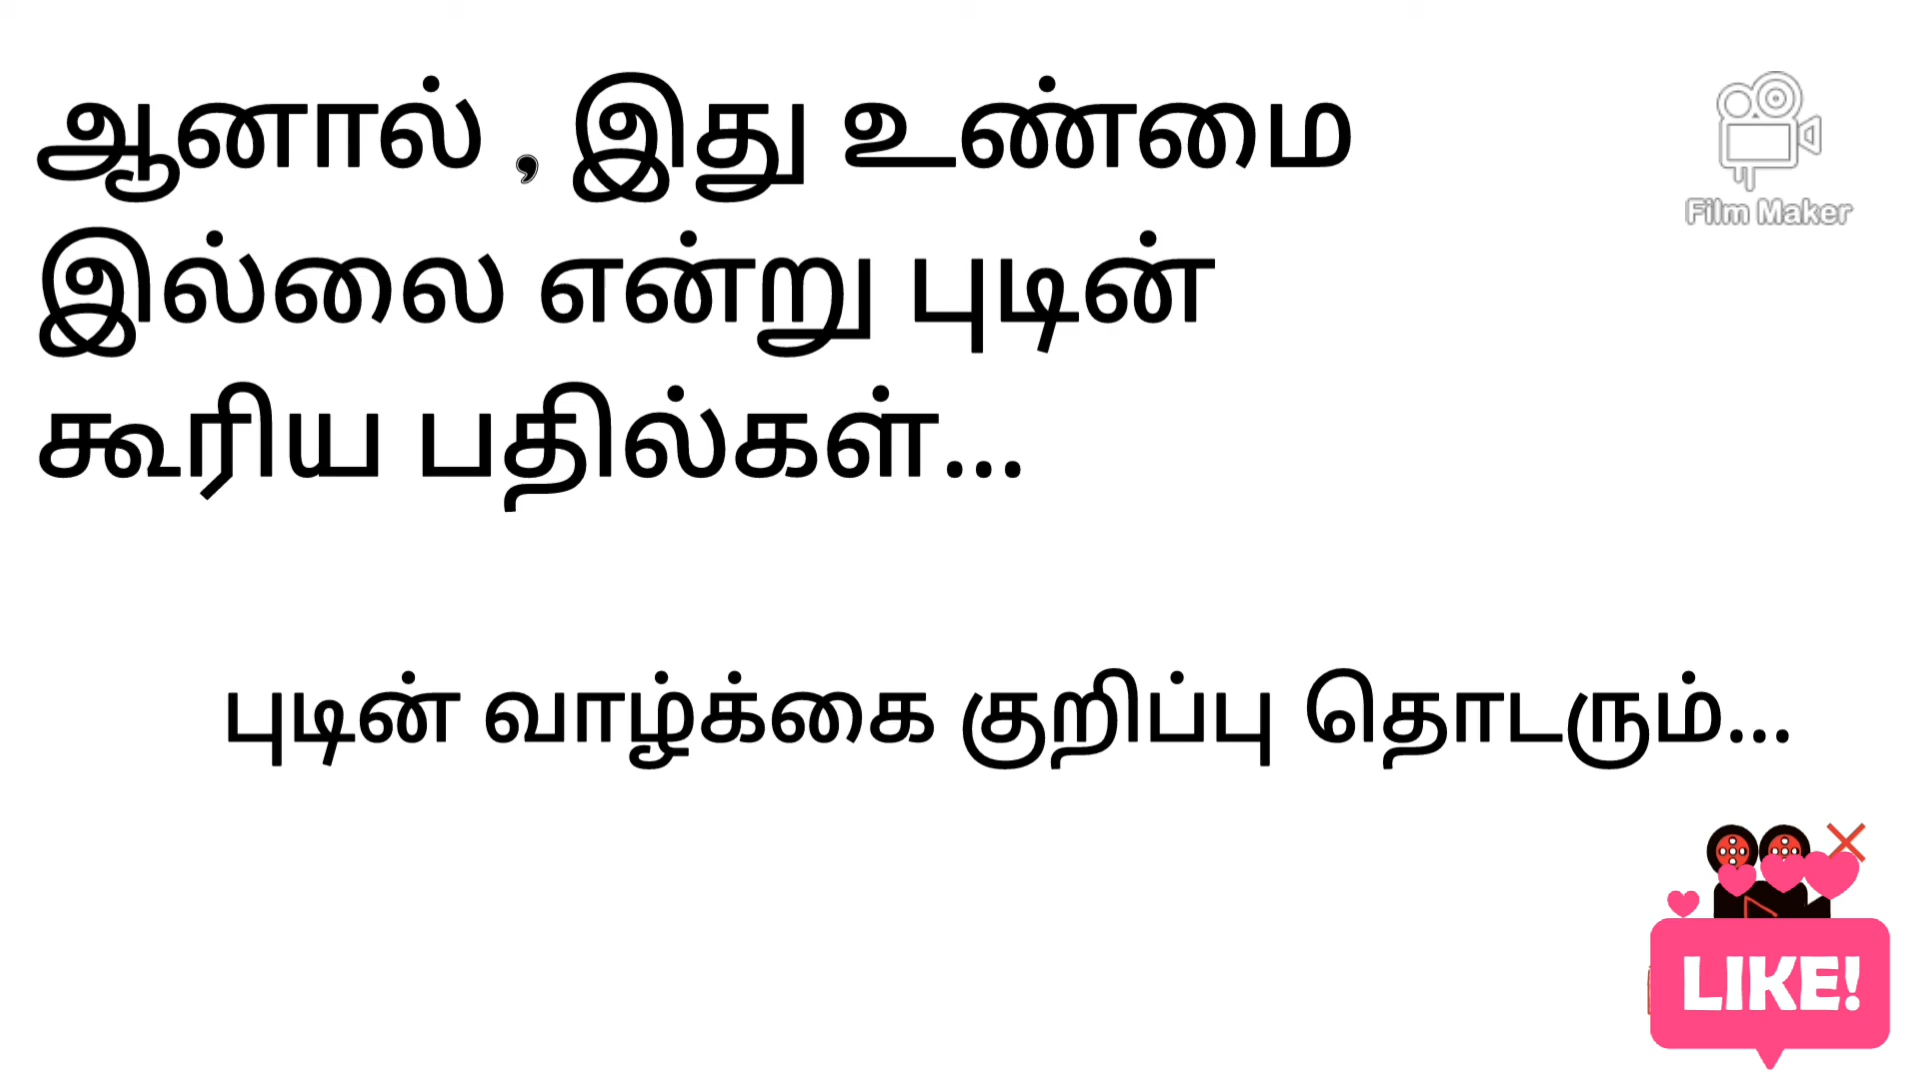 ஆனால் , இது உண்மை
Film Maker
இல்லை என்று புடின்
கூரிய பதில்கள்...
புடின் வாழ்க்கை குறிப்பு தொடரும்...
LIKE!